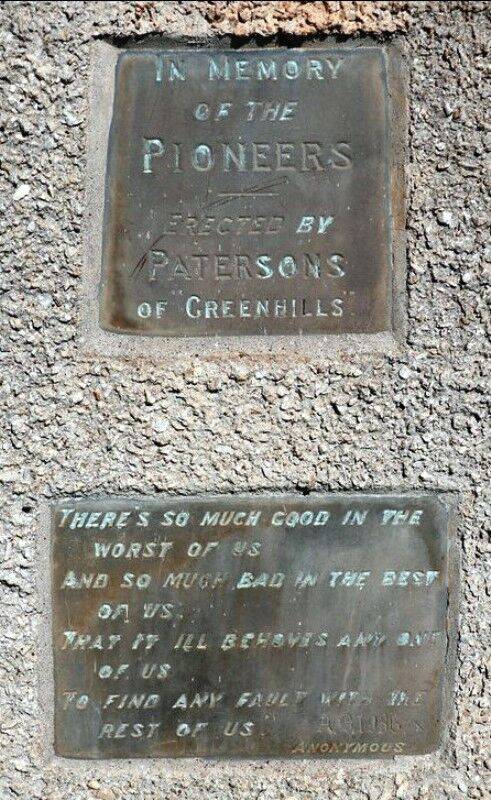 IN MEMORY
OF THE
PIONEERS
ERECTED BY
PATERSONS
OF "GREENHILLS"
THERE'S SO MUCH GOOD IN THE
WORST OF US
AND SO MUCH BAD IN THE BEST
OF US,
THAT IT ILL BEHOVES ANY ONE
OF US
TO FIND ANY FAULT WITH THE
REST OF US."
ANONYMOUS